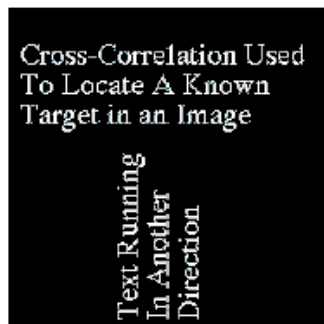 Cross-Correlation Used
To Locate A Known
Target in an Image
Text Running
In Another
Direction